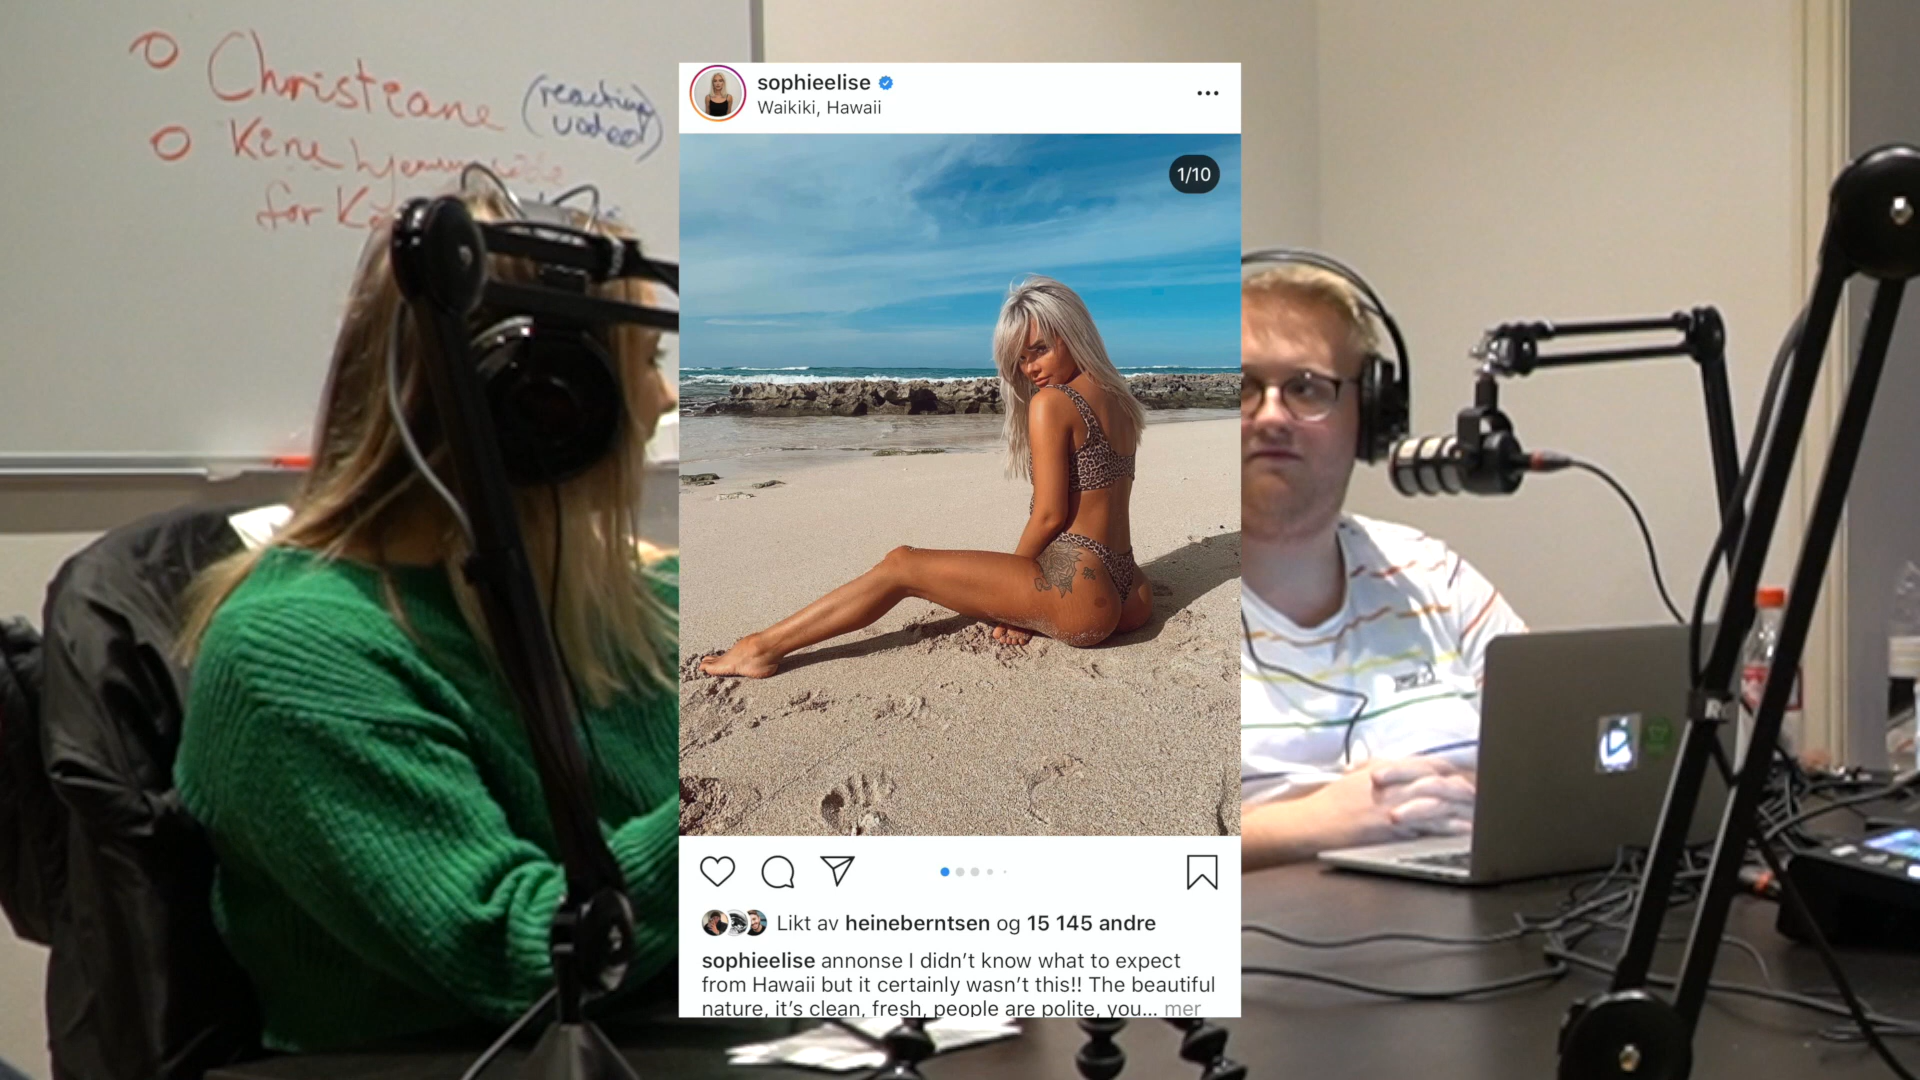 Christiane (reacting
Kine
for
sophieelise
Waikiki, Hawaii
1/10
Likt av heineberntsen og 15 145 andre
sophieelise annonse I didn't know what to expect
from Hawaii but it certainly wasn't this!! The beautiful
nature, it's clean, fresh, people are polite, you... mer